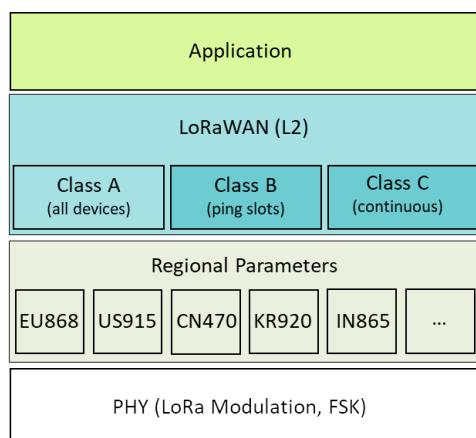 Application
LoRaWAN (L2)
Class A
(all devices)
Class B
(ping slots)
Class C
(continuous)
Regional Parameters
EU868 US915 CN470 KR920 IN865 ...
PHY (LoRa Modulation, FSK)